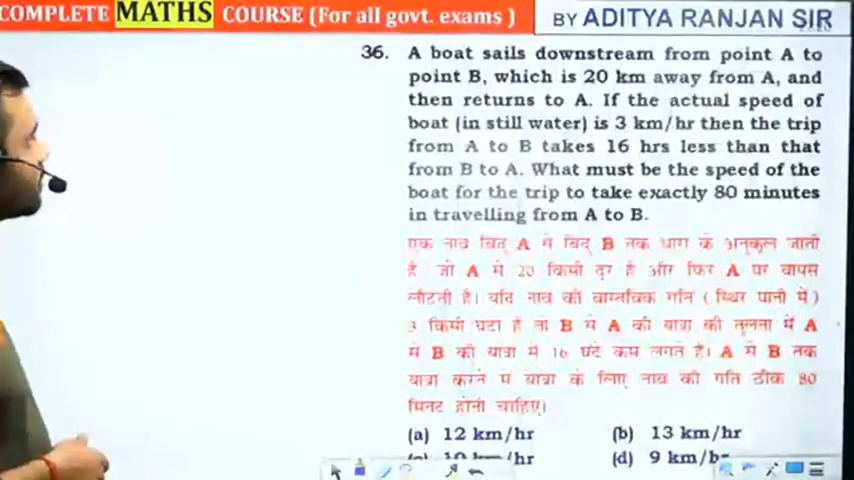 COMPLETE MATHS COURSE (For all govt. exams)
BY ADITYA RANJAN SIR
36. A boat sails downstream from point A to
point B, which is 20 km away from A, and
then returns to A. If the actual speed of
boat (in still water) is 3 km/hr then the trip
from A to B takes 16 hrs less than that
from B to A. What must be the speed of the
boat for the trip to take exactly 80 minutes
in travelling from A to B.
एक नाव बिंदु A से बिंदु B तक धारा के अनुकूल जाती
है जो A से 20 किमी दूर है और फिर A पर वापस
लौटती है। यदि नाव की वास्तविक गति (स्थिर पानी में)
3 किमी घंटा है तो B से A की यात्रा की तुलना में A
से B की यात्रा में 16 घंटे कम लगते है। A से B तक
यात्रा करने में यात्रा के लिए नाव की गति ठीक 80
मिनट होनी चाहिए।
(a) 12 km/hr (b) 13 km/hr
(d) 9 km/